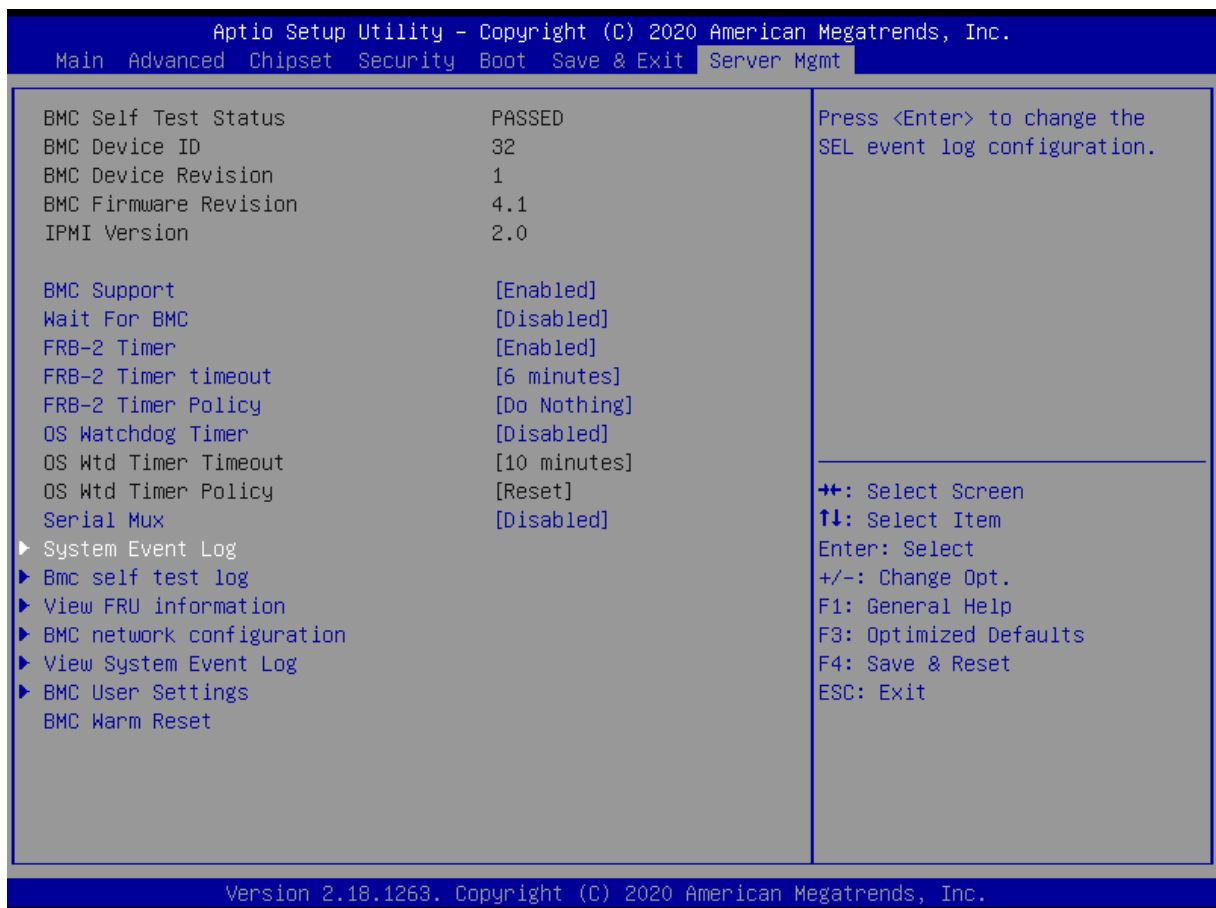 Aptio Setup Utility – Copyright (C) 2020 American Megatrends, Inc.
Main Advanced Chipset Security Boot Save & Exit Server Mgmt
BMC Self Test Status PASSED
BMC Device ID 32
BMC Device Revision 1
BMC Firmware Revision 4.1
IPMI Version 2.0
BMC Support [Enabled]
Wait For BMC [Disabled]
FRB-2 Timer [Enabled]
FRB-2 Timer timeout [6 minutes]
FRB-2 Timer Policy [Do Nothing]
OS Watchdog Timer [Disabled]
OS Wtd Timer Timeout [10 minutes]
OS Wtd Timer Policy [Reset]
Serial Mux [Disabled]
System Event Log
Bmc self test log
View FRU information
BMC network configuration
View System Event Log
BMC User Settings
BMC Warm Reset
Press <Enter> to change the
SEL event log configuration.
→←: Select Screen
↑↓: Select Item
Enter: Select
+/-: Change Opt.
F1: General Help
F3: Optimized Defaults
F4: Save & Reset
ESC: Exit
Version 2.18.1263. Copyright (C) 2020 American Megatrends, Inc.